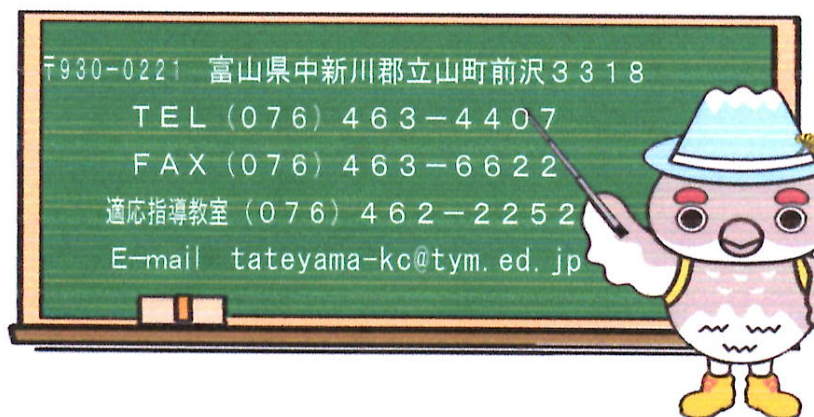 〒930-0221　富山県中新川郡立山町前沢３３１８
ＴＥＬ（０７６）４６３－４４０７
ＦＡＸ（０７６）４６３－６６２２
適応指導教室（０７６）４６２－２２５２
E-mail　tateyama-kc@tym.ed.jp